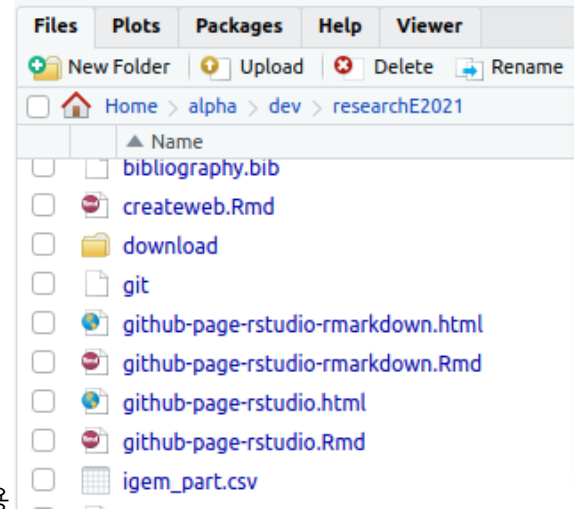 Files Plots Packages Help Viewer
New Folder Upload Delete Rename
Home > alpha > dev > researchE2021
Name
bibliography.bib
createweb.Rmd
download
git
github-page-rstudio-rmarkdown.html
github-page-rstudio-rmarkdown.Rmd
github-page-rstudio.html
github-page-rstudio.Rmd
igem_part.csv